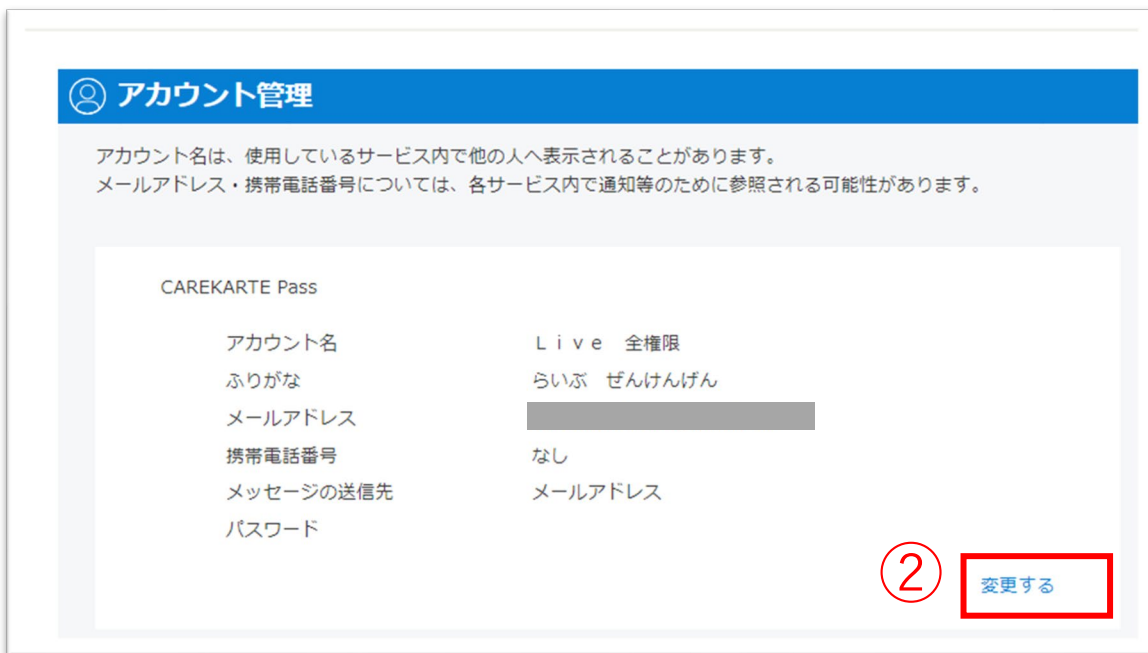 アカウント管理
アカウント名は、使用しているサービス内で他の人へ表示されることがあります。
メールアドレス・携帯電話番号については、各サービス内で通知等のために参照される可能性があります。
CAREKARTE Pass
アカウント名 Ｌｉｖｅ　全権限
ふりがな らいぶ　ぜんけんげん
メールアドレス
携帯電話番号 なし
メッセージの送信先 メールアドレス
パスワード
② 変更する